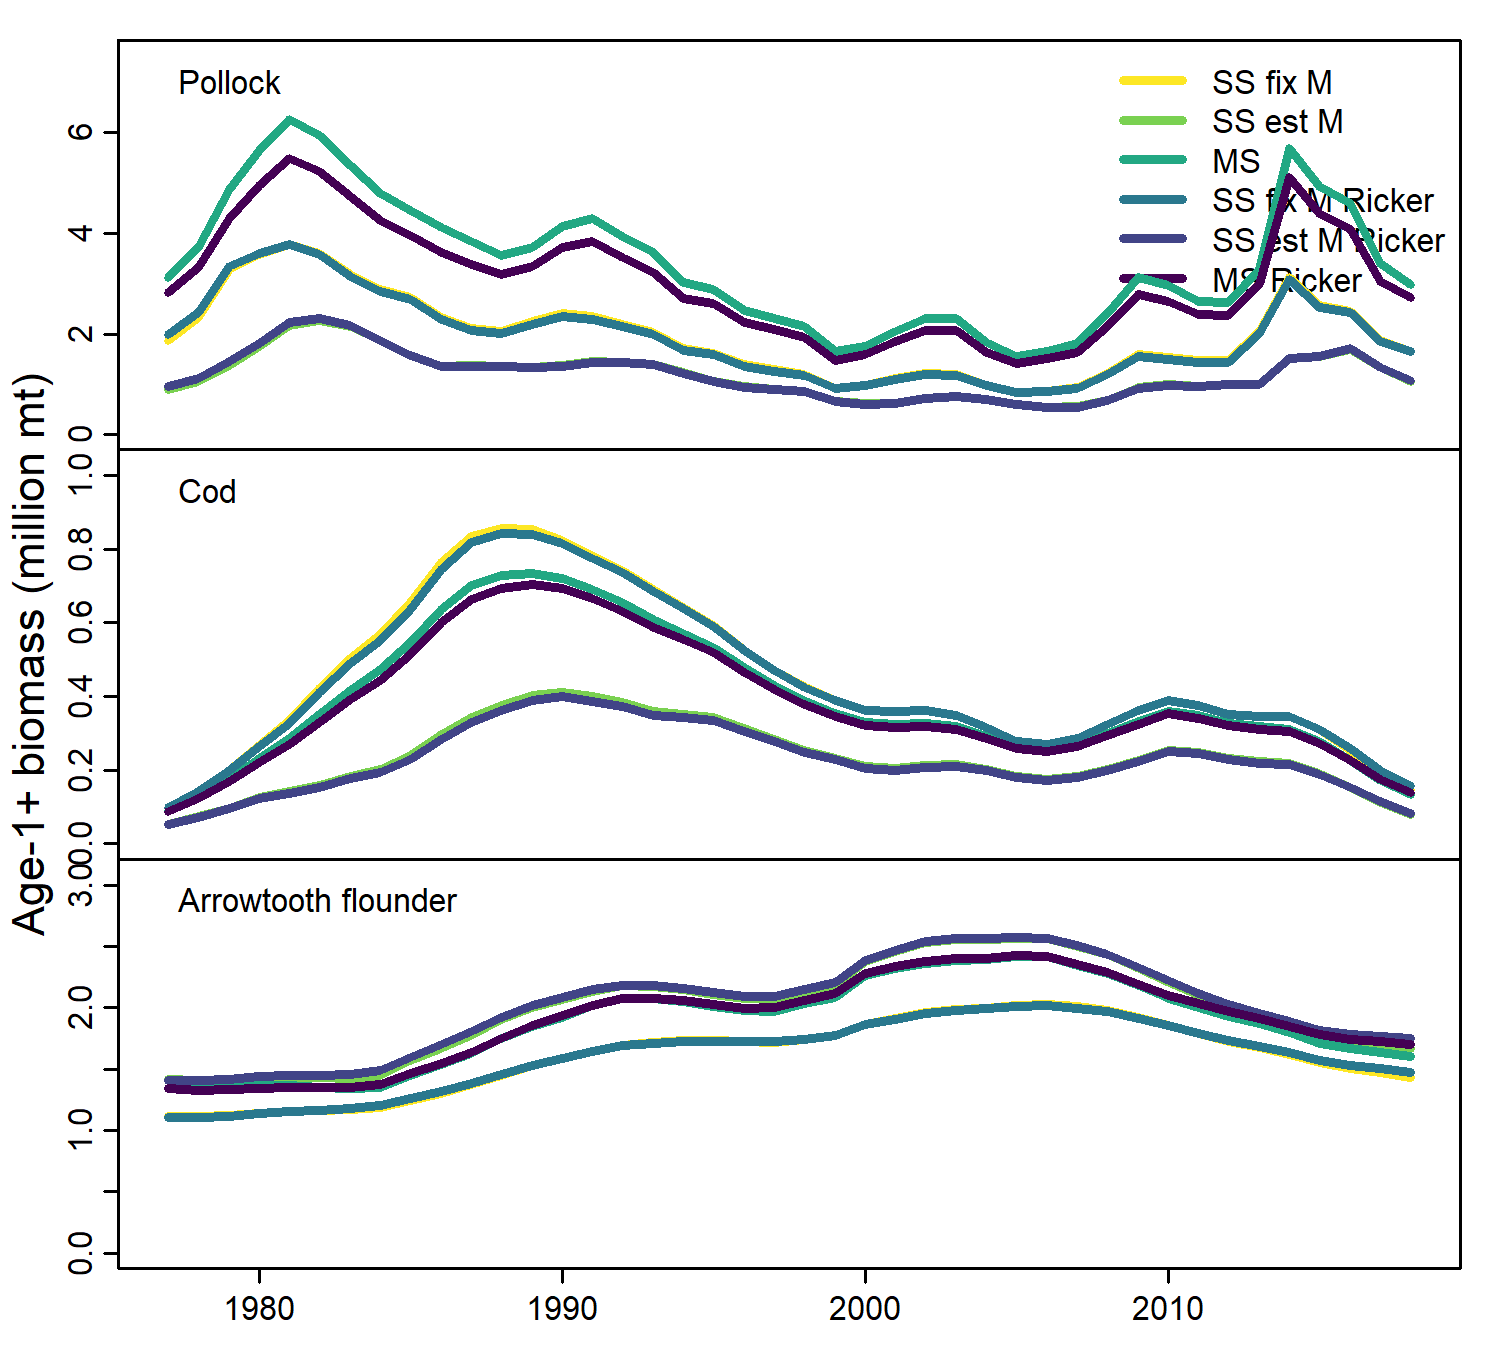 Age-1+ biomass (million mt)
Pollock
SS fix M
SS est M
MS
SS fix M Ricker
SS est M Ricker
MS Ricker
6
4
2
0
Cod
1.0
0.8
0.6
0.4
0.2
0.0
Arrowtooth flounder
3.0
2.0
1.0
0.0
1980 1990 2000 2010